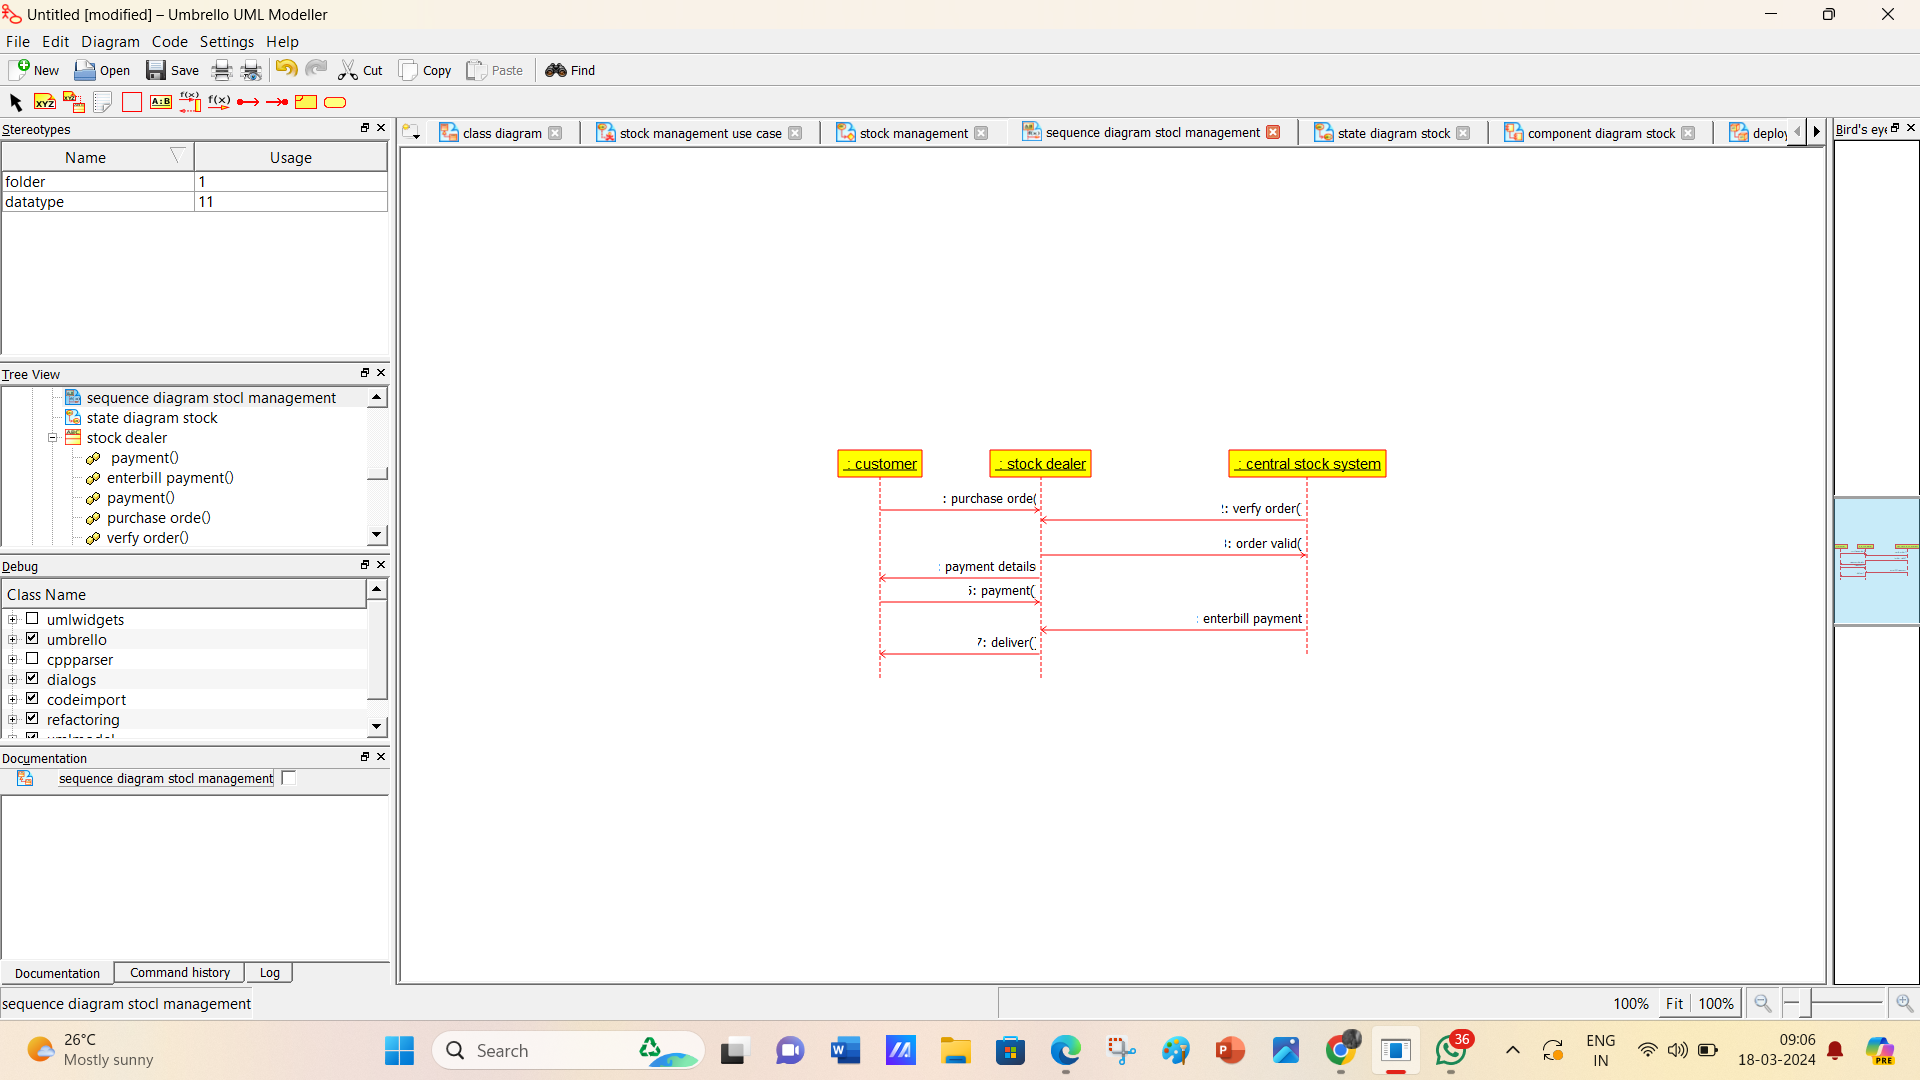 Untitled [modified] – Umbrello UML Modeller
File Edit Diagram Code Settings Help
New Open Save Cut Copy Paste Find
XYZ XYZ A:B f(x) f(x)
Stereotypes
Name Usage
folder 1
datatype 11
Tree View
sequence diagram stocl management
state diagram stock
stock dealer
payment()
enterbill payment()
payment()
purchase orde()
verfy order()
Debug
Class Name
umlwidgets
umbrello
cppparser
dialogs
codeimport
refactoring
umlmodel
Documentation
sequence diagram stocl management
Documentation Command history Log
sequence diagram stocl management
class diagram stock management use case stock management sequence diagram stocl management state diagram stock component diagram stock deploy
Bird's eye
: customer : stock dealer : central stock system
: purchase orde(
2: verfy order(
: order valid(
: payment details
5: payment(
: enterbill payment
7: deliver()
100% Fit 100%
26°C
Mostly sunny
Search
36
ENG
IN
09:06
18-03-2024
PRE